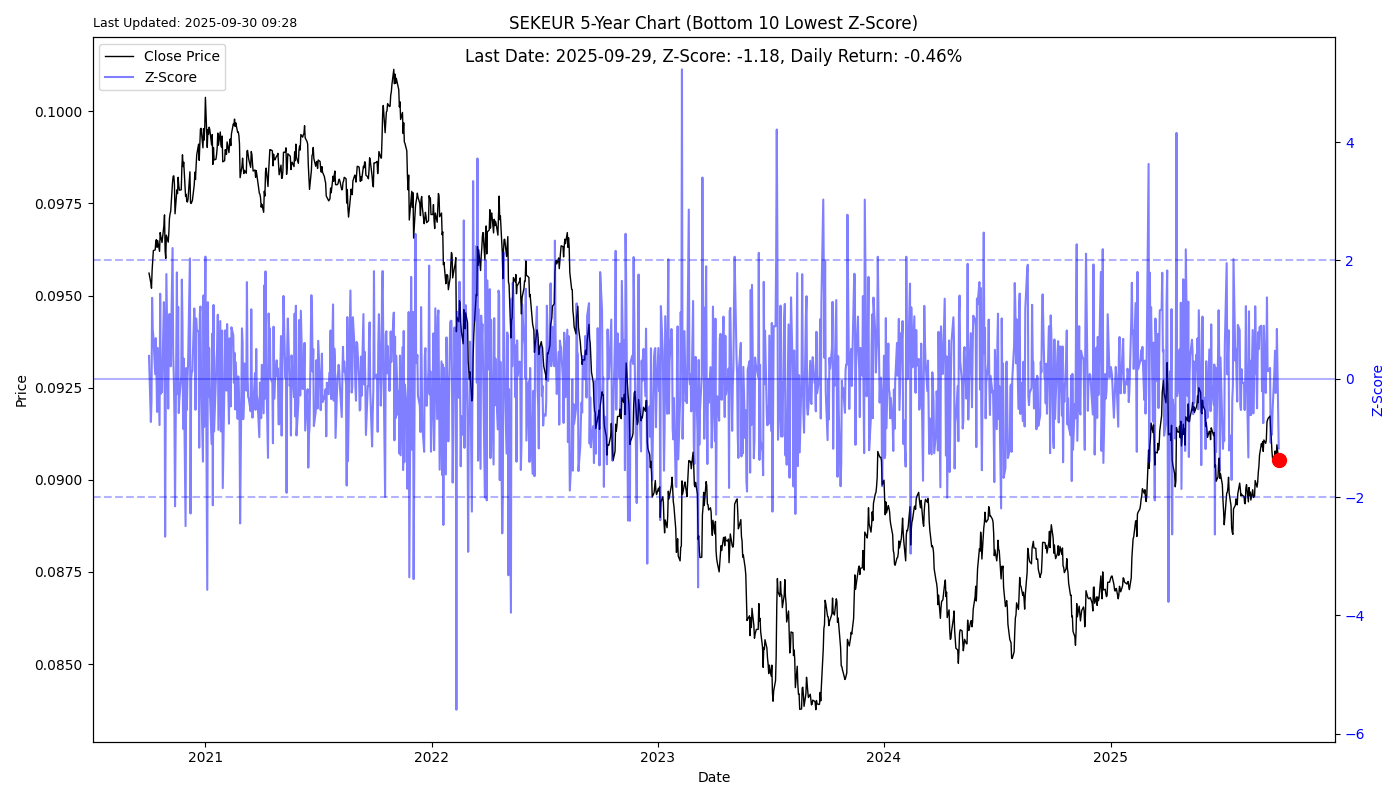 Last Updated: 2025-09-30 09:28
SEKEUR 5-Year Chart (Bottom 10 Lowest Z-Score)
Last Date: 2025-09-29, Z-Score: -1.18, Daily Return: -0.46%
Close Price
Z-Score
0.1000
0.0975
0.0950
0.0925
0.0900
0.0875
0.0850
Price
4
2
0
−2
−4
−6
Z-Score
2021
2022
2023
2024
2025
Date